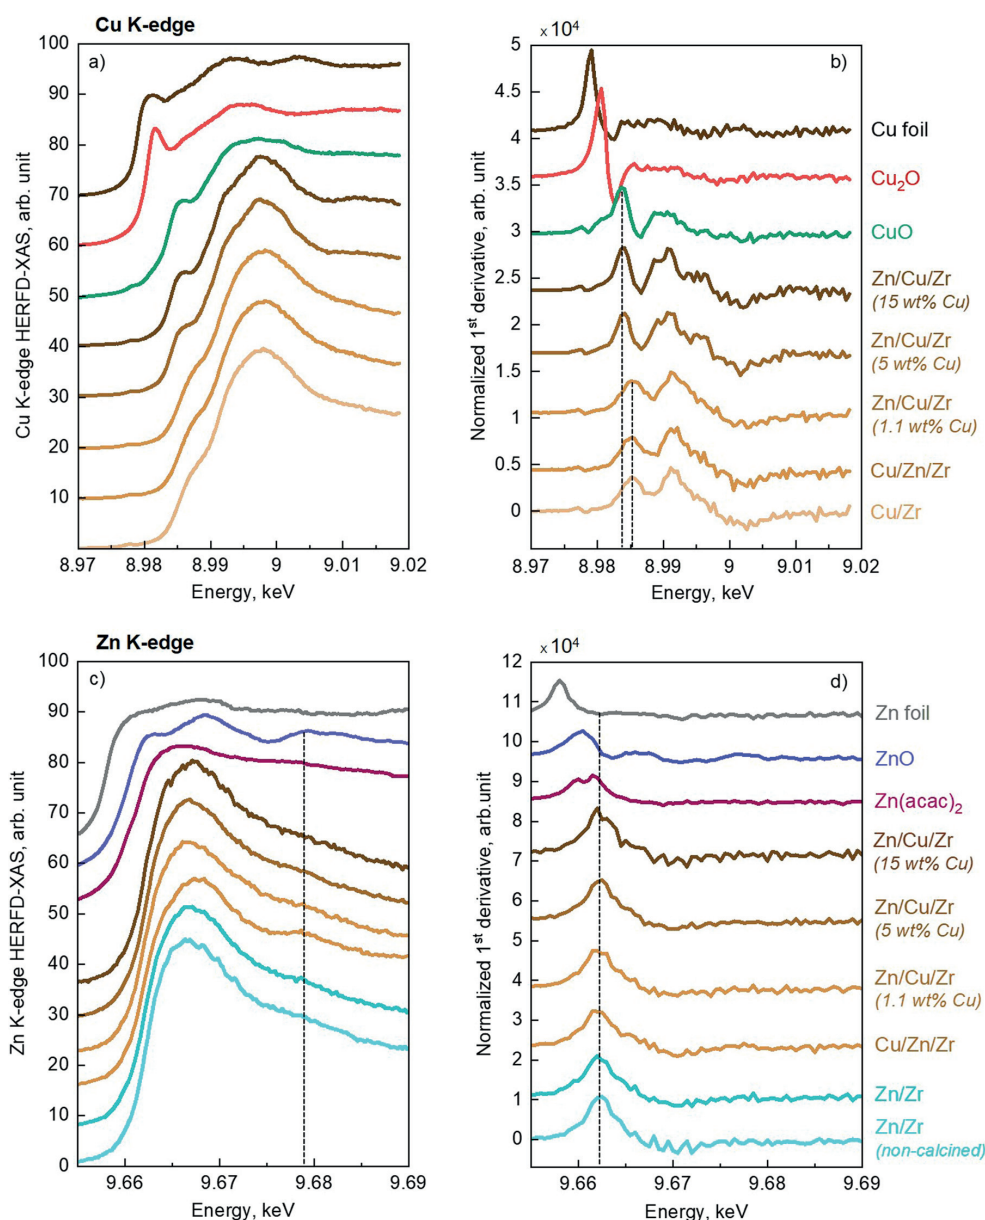 Cu K-edge
a)
Cu K-edge HERFD-XAS, arb. unit
100
90
80
70
60
50
40
30
20
10
8.97 8.98 8.99 9 9.01 9.02
Energy, keV
b)
× 10⁴
Normalized 1ˢᵗ derivative, arb. unit
5
4.5
4
3.5
3
2.5
2
1.5
1
0.5
0
8.97 8.98 8.99 9 9.01 9.02
Energy, keV
Cu foil
Cu₂O
CuO
Zn/Cu/Zr
(15 wt% Cu)
Zn/Cu/Zr
(5 wt% Cu)
Zn/Cu/Zr
(1.1 wt% Cu)
Cu/Zn/Zr
Cu/Zr
Zn K-edge
c)
Zn K-edge HERFD-XAS, arb. unit
100
90
80
70
60
50
40
30
20
10
0
9.66 9.67 9.68 9.69
Energy, keV
d)
× 10⁴
Normalized 1ˢᵗ derivative, arb.unit
12
11
10
9
8
7
6
5
4
3
2
1
0
9.66 9.67 9.68 9.69
Energy, keV
Zn foil
ZnO
Zn(acac)₂
Zn/Cu/Zr
(15 wt% Cu)
Zn/Cu/Zr
(5 wt% Cu)
Zn/Cu/Zr
(1.1 wt% Cu)
Cu/Zn/Zr
Zn/Zr
Zn/Zr
(non-calcined)